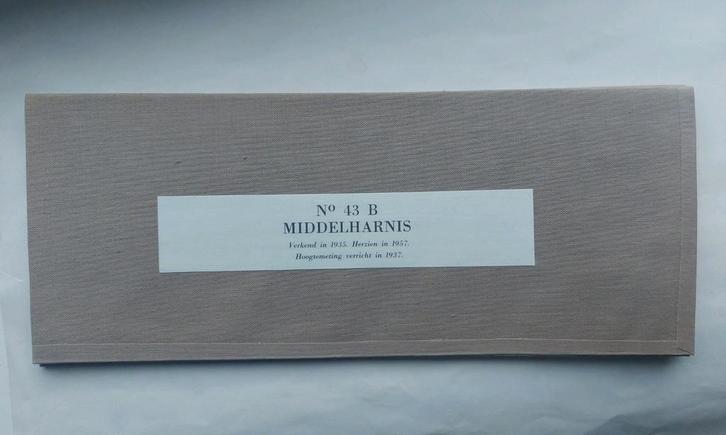 Nº 43 B
MIDDELHARNIS
Verkend in 1935. Herzien in 1957.
Hoogtemeting verricht in 1937.